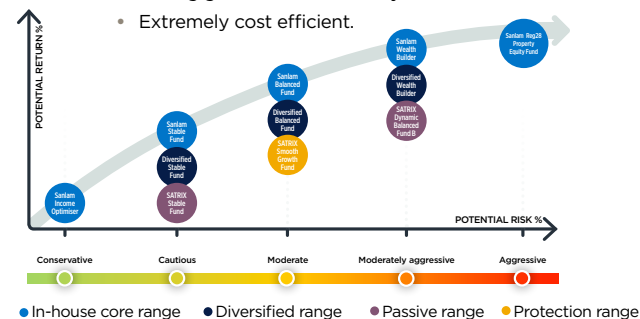 • Extremely cost efficient.
POTENTIAL RETURN %
Sanlam Reg28
Property
Equity Fund
Sanlam
Wealth
Builder
Diversified
Wealth
Builder
SATRIX
Dynamic
Balanced
Fund B
Sanlam
Balanced
Fund
Diversified
Balanced
Fund
SATRIX
Smooth
Growth
Fund
Sanlam
Stable
Fund
Diversified
Stable
Fund
SATRIX
Stable
Fund
Sanlam
Income
Optimiser
POTENTIAL RISK %
Conservative Cautious Moderate Moderately aggressive Aggressive
In-house core range Diversified range Passive range Protection range